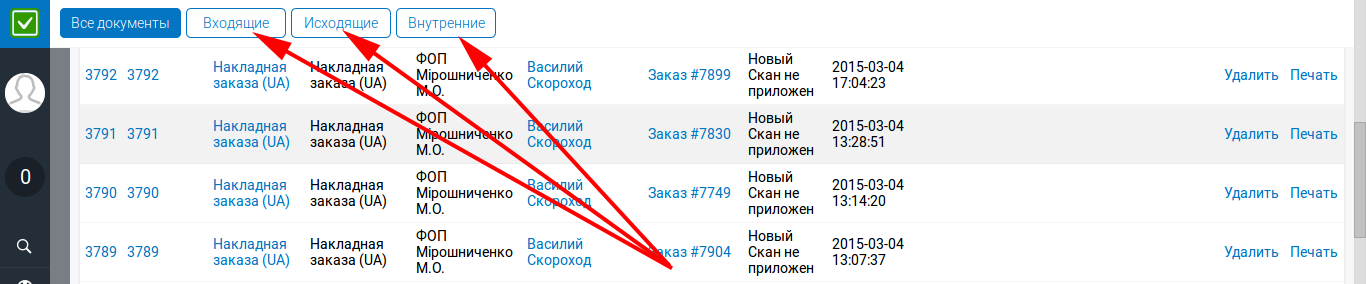 Все документы Входящие Исходящие Внутренние
3792 3792 Накладная заказа (UA) Накладная заказа (UA) ФОП Мірошниченко М.О. Василий Скороход Заказ #7899 Новый Скан не приложен 2015-03-04 17:04:23 Удалить Печать
3791 3791 Накладная заказа (UA) Накладная заказа (UA) ФОП Мірошниченко М.О. Василий Скороход Заказ #7830 Новый Скан не приложен 2015-03-04 13:28:51 Удалить Печать
0
3790 3790 Накладная заказа (UA) Накладная заказа (UA) ФОП Мірошниченко М.О. Василий Скороход Заказ #7749 Новый Скан не приложен 2015-03-04 13:14:20 Удалить Печать
3789 3789 Накладная заказа (UA) Накладная заказа (UA) ФОП Мірошниченко М.О. Василий Скороход Заказ #7904 Новый Скан не приложен 2015-03-04 13:07:37 Удалить Печать